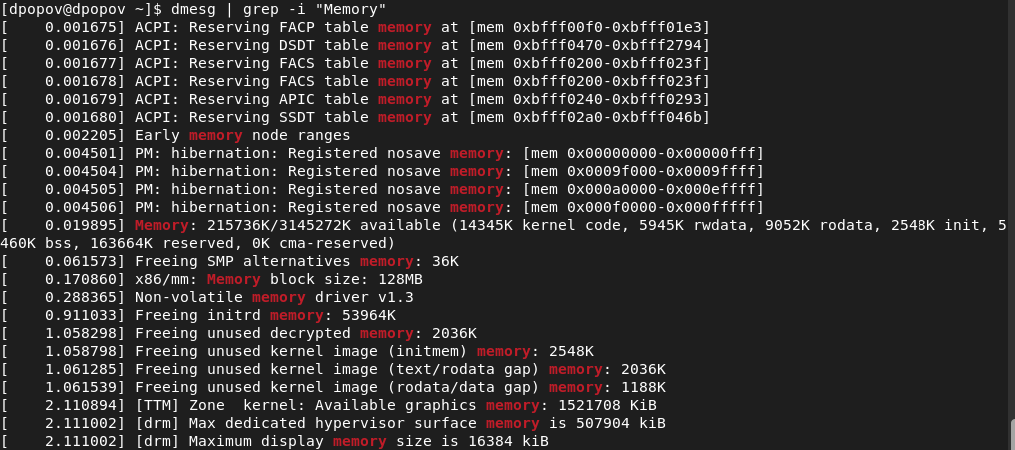 [dpopov@dpopov ~]$ dmesg | grep -i "Memory"
[    0.001675] ACPI: Reserving FACP table memory at [mem 0xbfff00f0-0xbfff01e3]
[    0.001676] ACPI: Reserving DSDT table memory at [mem 0xbfff0470-0xbfff2794]
[    0.001677] ACPI: Reserving FACS table memory at [mem 0xbfff0200-0xbfff023f]
[    0.001678] ACPI: Reserving FACS table memory at [mem 0xbfff0200-0xbfff023f]
[    0.001679] ACPI: Reserving APIC table memory at [mem 0xbfff0240-0xbfff0293]
[    0.001680] ACPI: Reserving SSDT table memory at [mem 0xbfff02a0-0xbfff046b]
[    0.002205] Early memory node ranges
[    0.004501] PM: hibernation: Registered nosave memory: [mem 0x00000000-0x00000fff]
[    0.004504] PM: hibernation: Registered nosave memory: [mem 0x0009f000-0x0009ffff]
[    0.004505] PM: hibernation: Registered nosave memory: [mem 0x000a0000-0x000effff]
[    0.004506] PM: hibernation: Registered nosave memory: [mem 0x000f0000-0x000fffff]
[    0.019895] Memory: 215736K/3145272K available (14345K kernel code, 5945K rwdata, 9052K rodata, 2548K init, 5
460K bss, 163664K reserved, 0K cma-reserved)
[    0.061573] Freeing SMP alternatives memory: 36K
[    0.170860] x86/mm: Memory block size: 128MB
[    0.288365] Non-volatile memory driver v1.3
[    0.911033] Freeing initrd memory: 53964K
[    1.058298] Freeing unused decrypted memory: 2036K
[    1.058798] Freeing unused kernel image (initmem) memory: 2548K
[    1.061285] Freeing unused kernel image (text/rodata gap) memory: 2036K
[    1.061539] Freeing unused kernel image (rodata/data gap) memory: 1188K
[    2.110894] [TTM] Zone  kernel: Available graphics memory: 1521708 KiB
[    2.111002] [drm] Max dedicated hypervisor surface memory is 507904 kiB
[    2.111002] [drm] Maximum display memory size is 16384 kiB